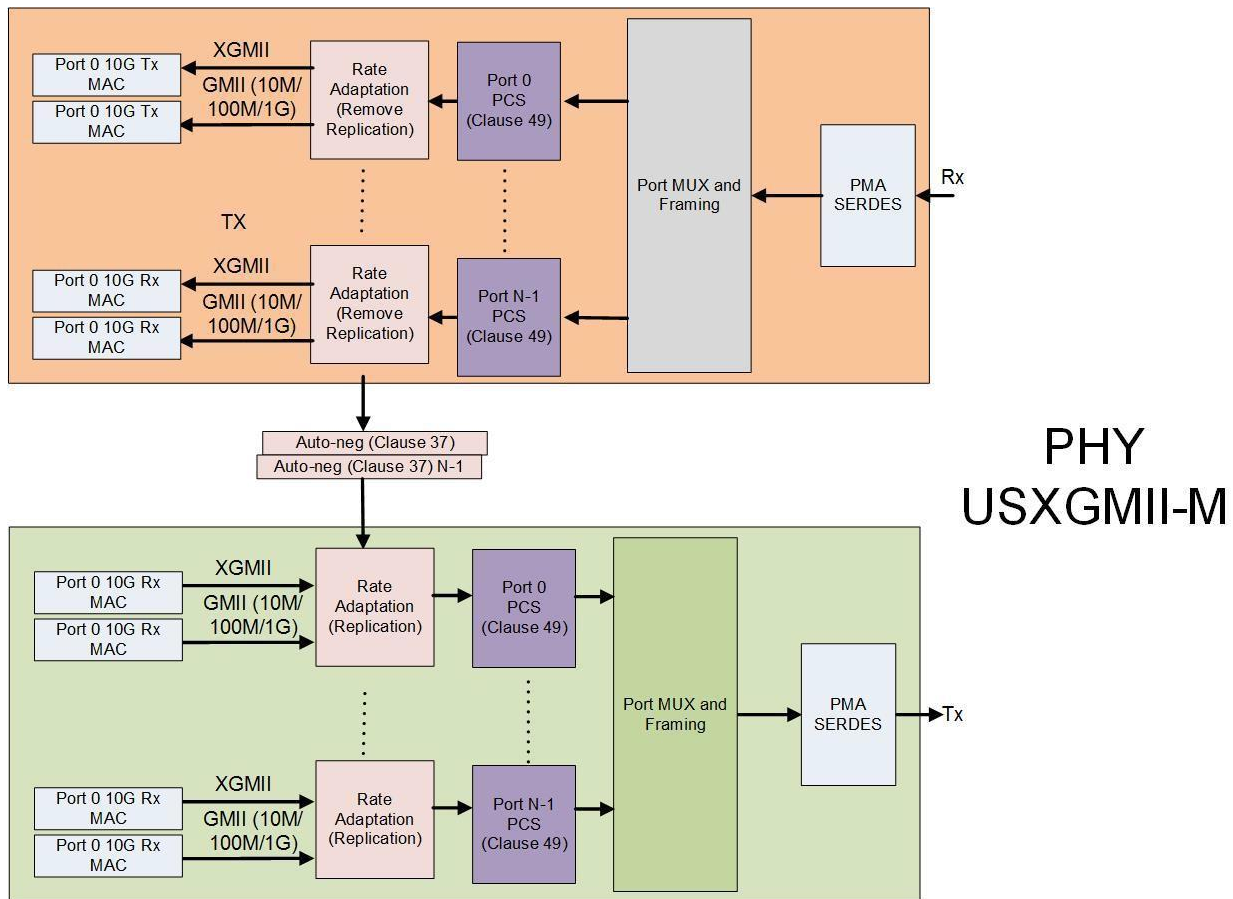 XGMII
Port 0 10G Tx
MAC
GMII (10M/
100M/1G)
Port 0 10G Tx
MAC
Rate
Adaptation
(Remove
Replication)
Port 0
PCS
(Clause 49)
Port MUX and
Framing
PMA
SERDES
Rx
TX
XGMII
Port 0 10G Rx
MAC
GMII (10M/
100M/1G)
Port 0 10G Rx
MAC
Rate
Adaptation
(Remove
Replication)
Port N-1
PCS
(Clause 49)
Auto-neg (Clause 37)
Auto-neg (Clause 37) N-1
PHY
USXGMII-M
XGMII
Port 0 10G Rx
MAC
GMII (10M/
100M/1G)
Port 0 10G Rx
MAC
Rate
Adaptation
(Replication)
Port 0
PCS
(Clause 49)
Port MUX and
Framing
PMA
SERDES
Tx
XGMII
Port 0 10G Rx
MAC
GMII (10M/
100M/1G)
Port 0 10G Rx
MAC
Rate
Adaptation
(Replication)
Port N-1
PCS
(Clause 49)